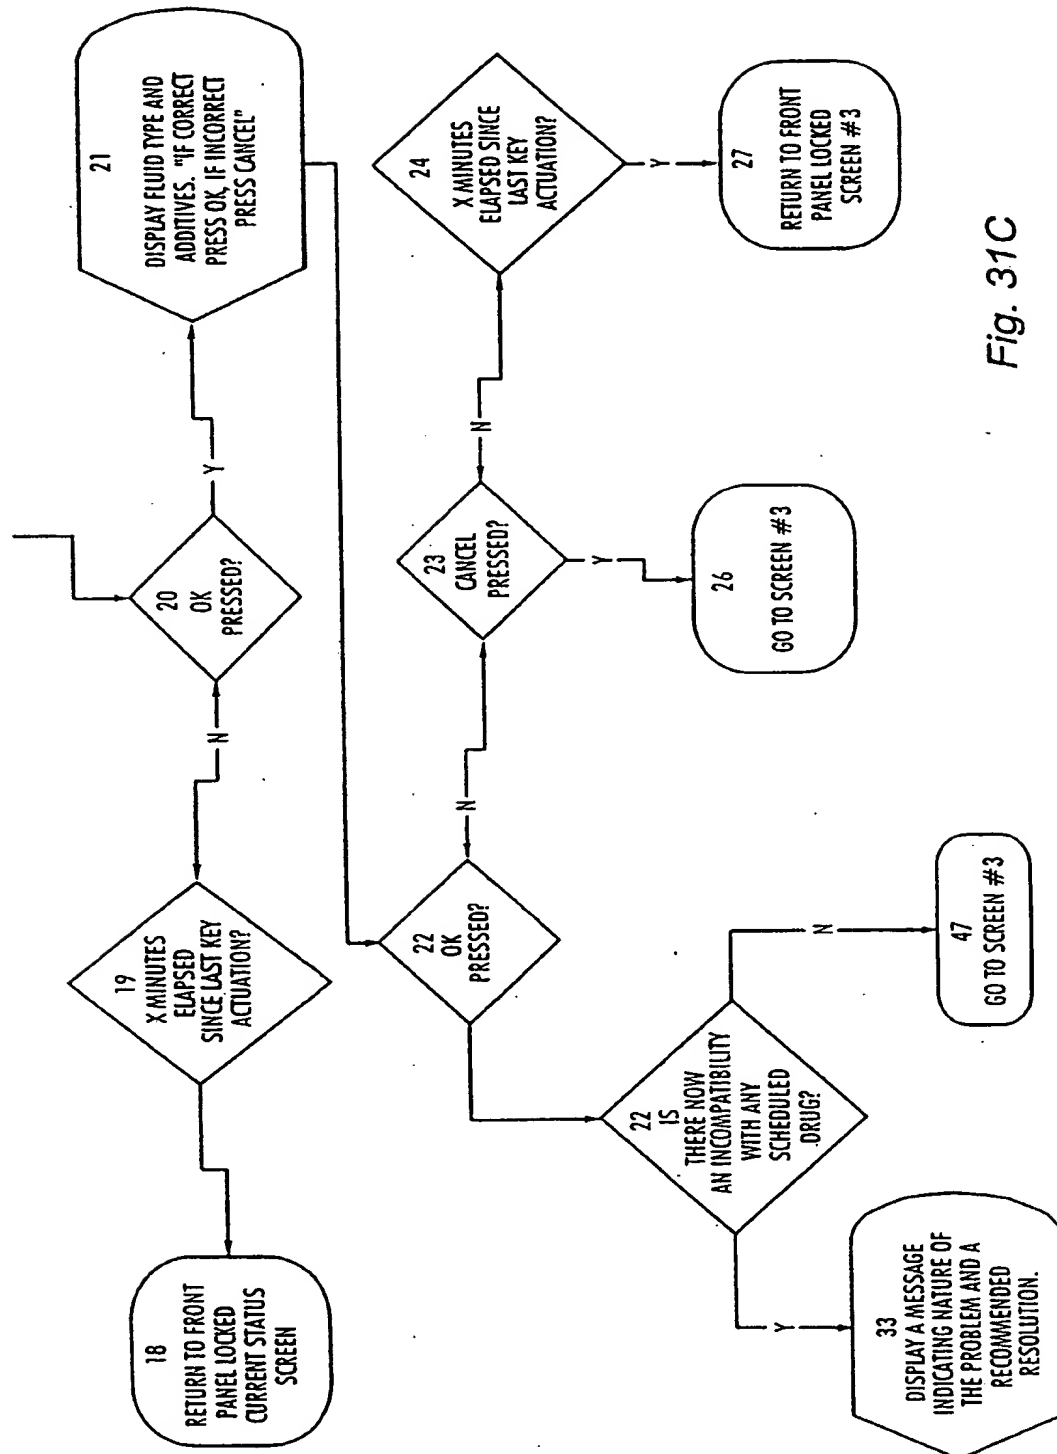 18
RETURN TO FRONT
PANEL LOCKED
CURRENT STATUS
SCREEN
19
X MINUTES
ELAPSED
SINCE LAST KEY
ACTUATION?
N
20
OK
PRESSED?
Y
21
DISPLAY FLUID TYPE AND
ADDITIVES. "IF CORRECT
PRESS OK, IF INCORRECT
PRESS CANCEL"
22
OK
PRESSED?
N
23
CANCEL
PRESSED?
N
24
X MINUTES
ELAPSED SINCE
LAST KEY
ACTUATION?
Y
Y
22
IS
THERE NOW
AN INCOMPATIBILITY
WITH ANY
SCHEDULED
DRUG?
Y
N
33
DISPLAY A MESSAGE
INDICATING NATURE OF
THE PROBLEM AND A
RECOMMENDED
RESOLUTION.
47
GO TO SCREEN #3
26
GO TO SCREEN #3
27
RETURN TO FRONT
PANEL LOCKED
SCREEN #3
Fig. 31C